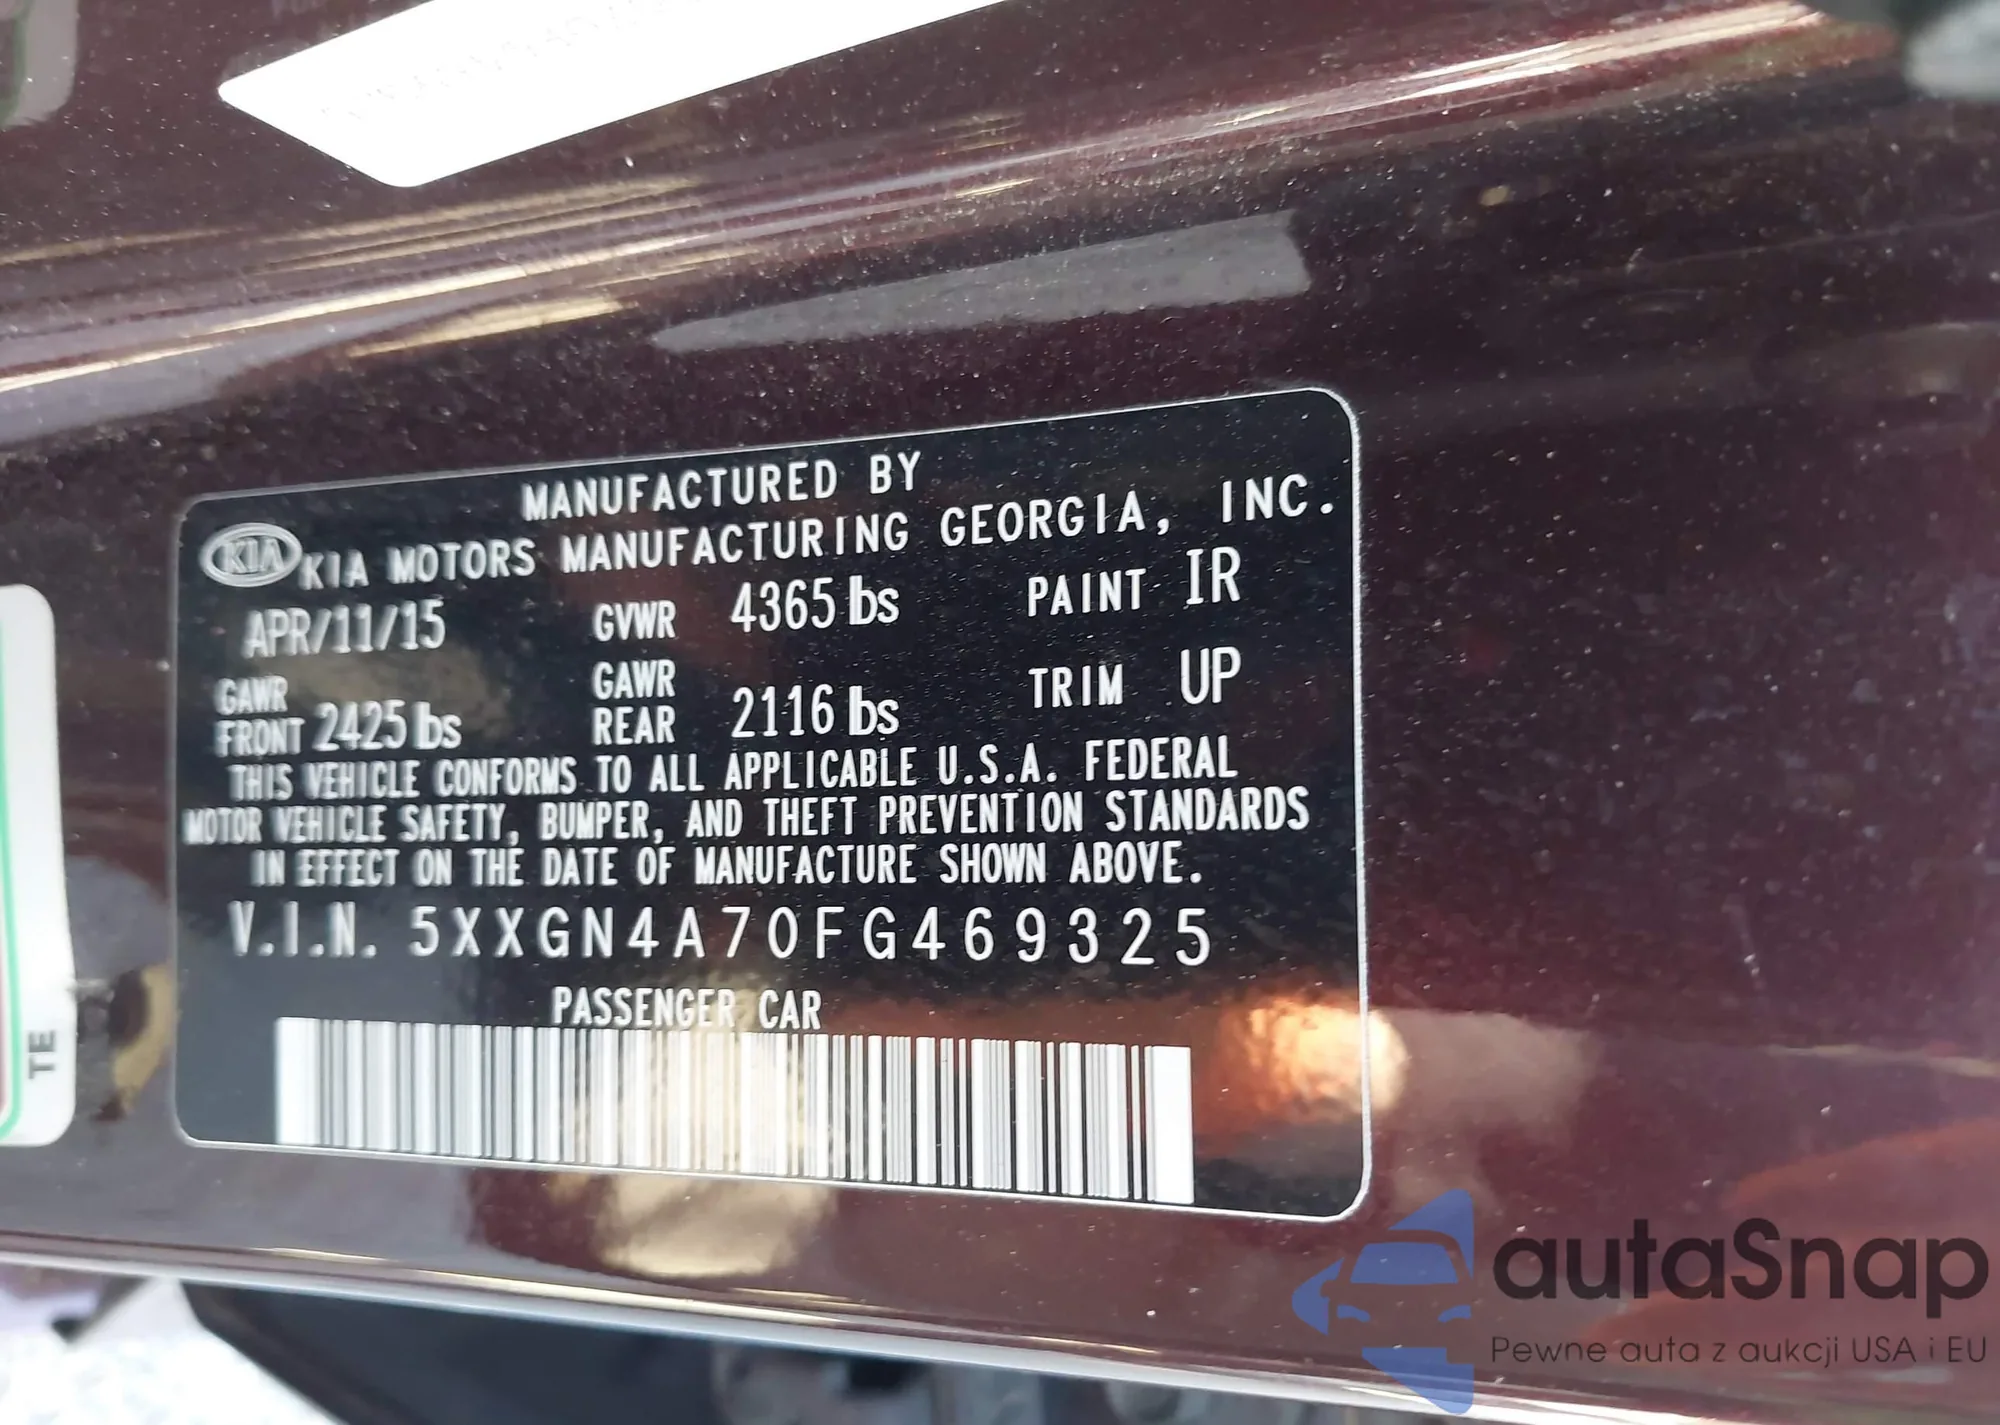 MANUFACTURED BY
KIA KIA MOTORS MANUFACTURING GEORGIA, INC.
APR/11/15 GVWR 4365 lbs PAINT IR
GAWR FRONT 2425 lbs GAWR REAR 2116 lbs TRIM UP
THIS VEHICLE CONFORMS TO ALL APPLICABLE U.S.A. FEDERAL
MOTOR VEHICLE SAFETY, BUMPER, AND THEFT PREVENTION STANDARDS
IN EFFECT ON THE DATE OF MANUFACTURE SHOWN ABOVE.
V.I.N. 5XXGN4A70FG469325
PASSENGER CAR
TE
autaSnap
Pewne auta z aukcji USA i EU